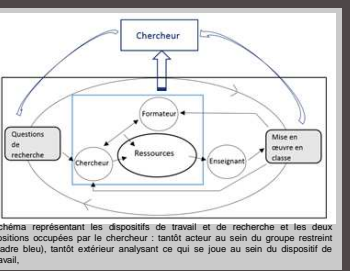 Chercheur
Formateur
Questions
de
recherche
Chercheur
Ressources
Enseignant
Mise en
œuvre en
classe
chéma représentant les dispositifs de travail et de recherche et les deux
ositions occupées par le chercheur : tantôt acteur au sein du groupe restreint
adre bleu), tantôt extérieur analysant ce qui se joue au sein du dispositif de
avail,